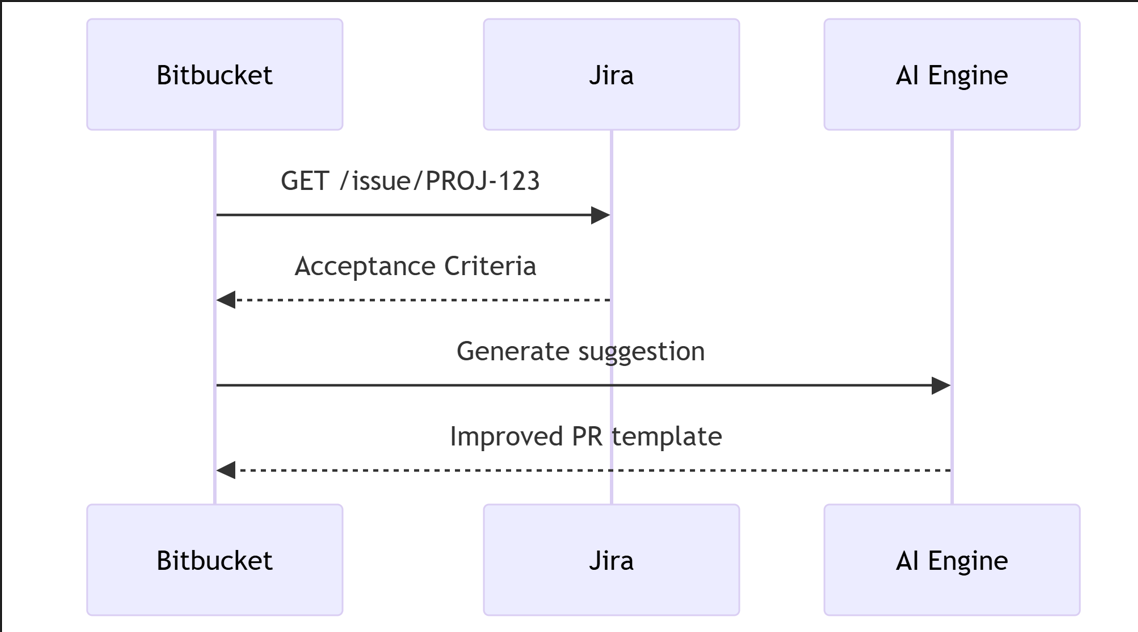 Bitbucket
Jira
AI Engine
GET /issue/PROJ-123
Acceptance Criteria
Generate suggestion
Improved PR template
Bitbucket
Jira
AI Engine